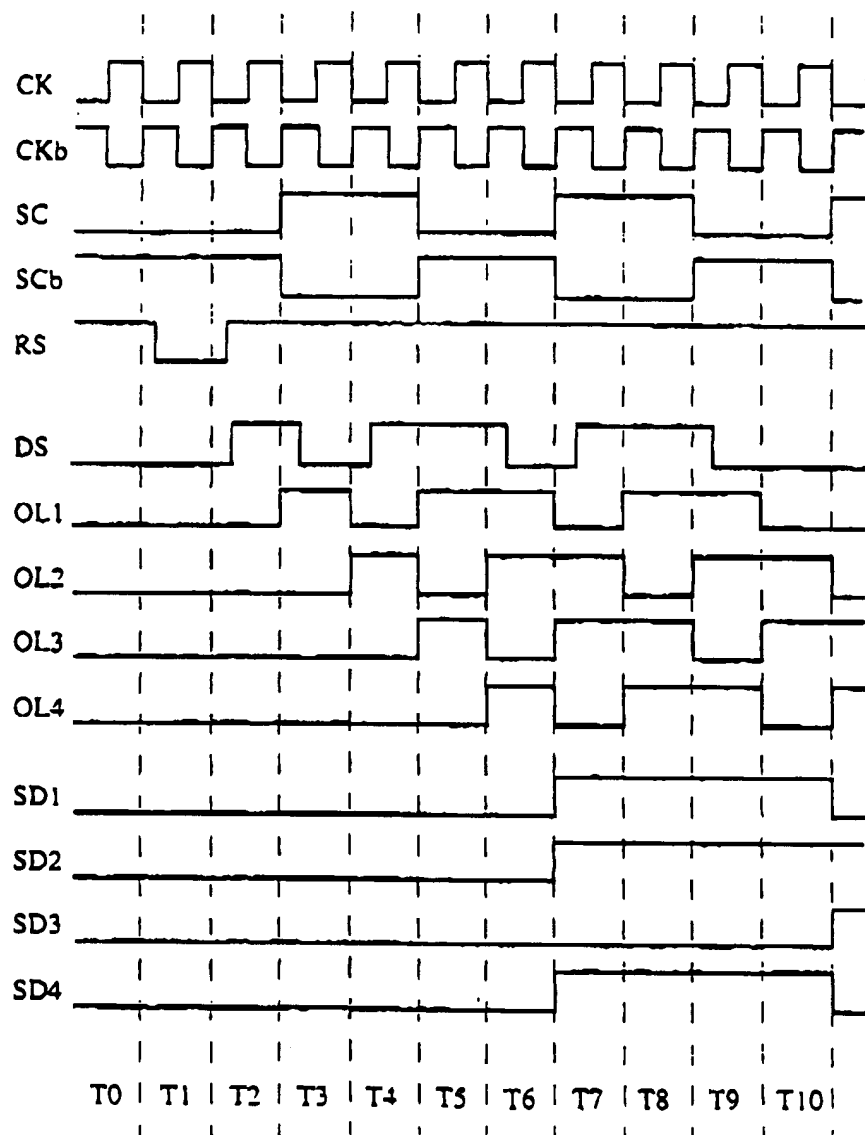 CK
CKb
SC
SCb
RS
DS
OL1
OL2
OL3
OL4
SD1
SD2
SD3
SD4
T0 T1 T2 T3 T4 T5 T6 T7 T8 T9 T10